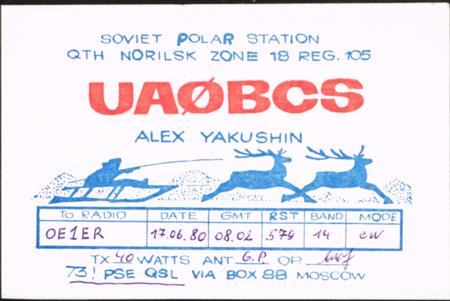 SOVIET POLAR STATION
QTH NORILSK ZONE 18 REG. 105
UAØBCS
ALEX YAKUSHIN
TO RADIO DATE GMT RST BAND MODE
OE1ER 17.06.80 08.02 579 14 CW
TX 40 WATTS ANT G.P. OP
73! PSE QSL VIA BOX 88 MOSCOW